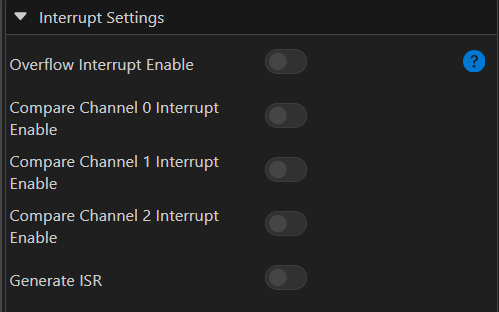 Interrupt Settings
Overflow Interrupt Enable
?
Compare Channel 0 Interrupt
Enable
Compare Channel 1 Interrupt
Enable
Compare Channel 2 Interrupt
Enable
Generate ISR